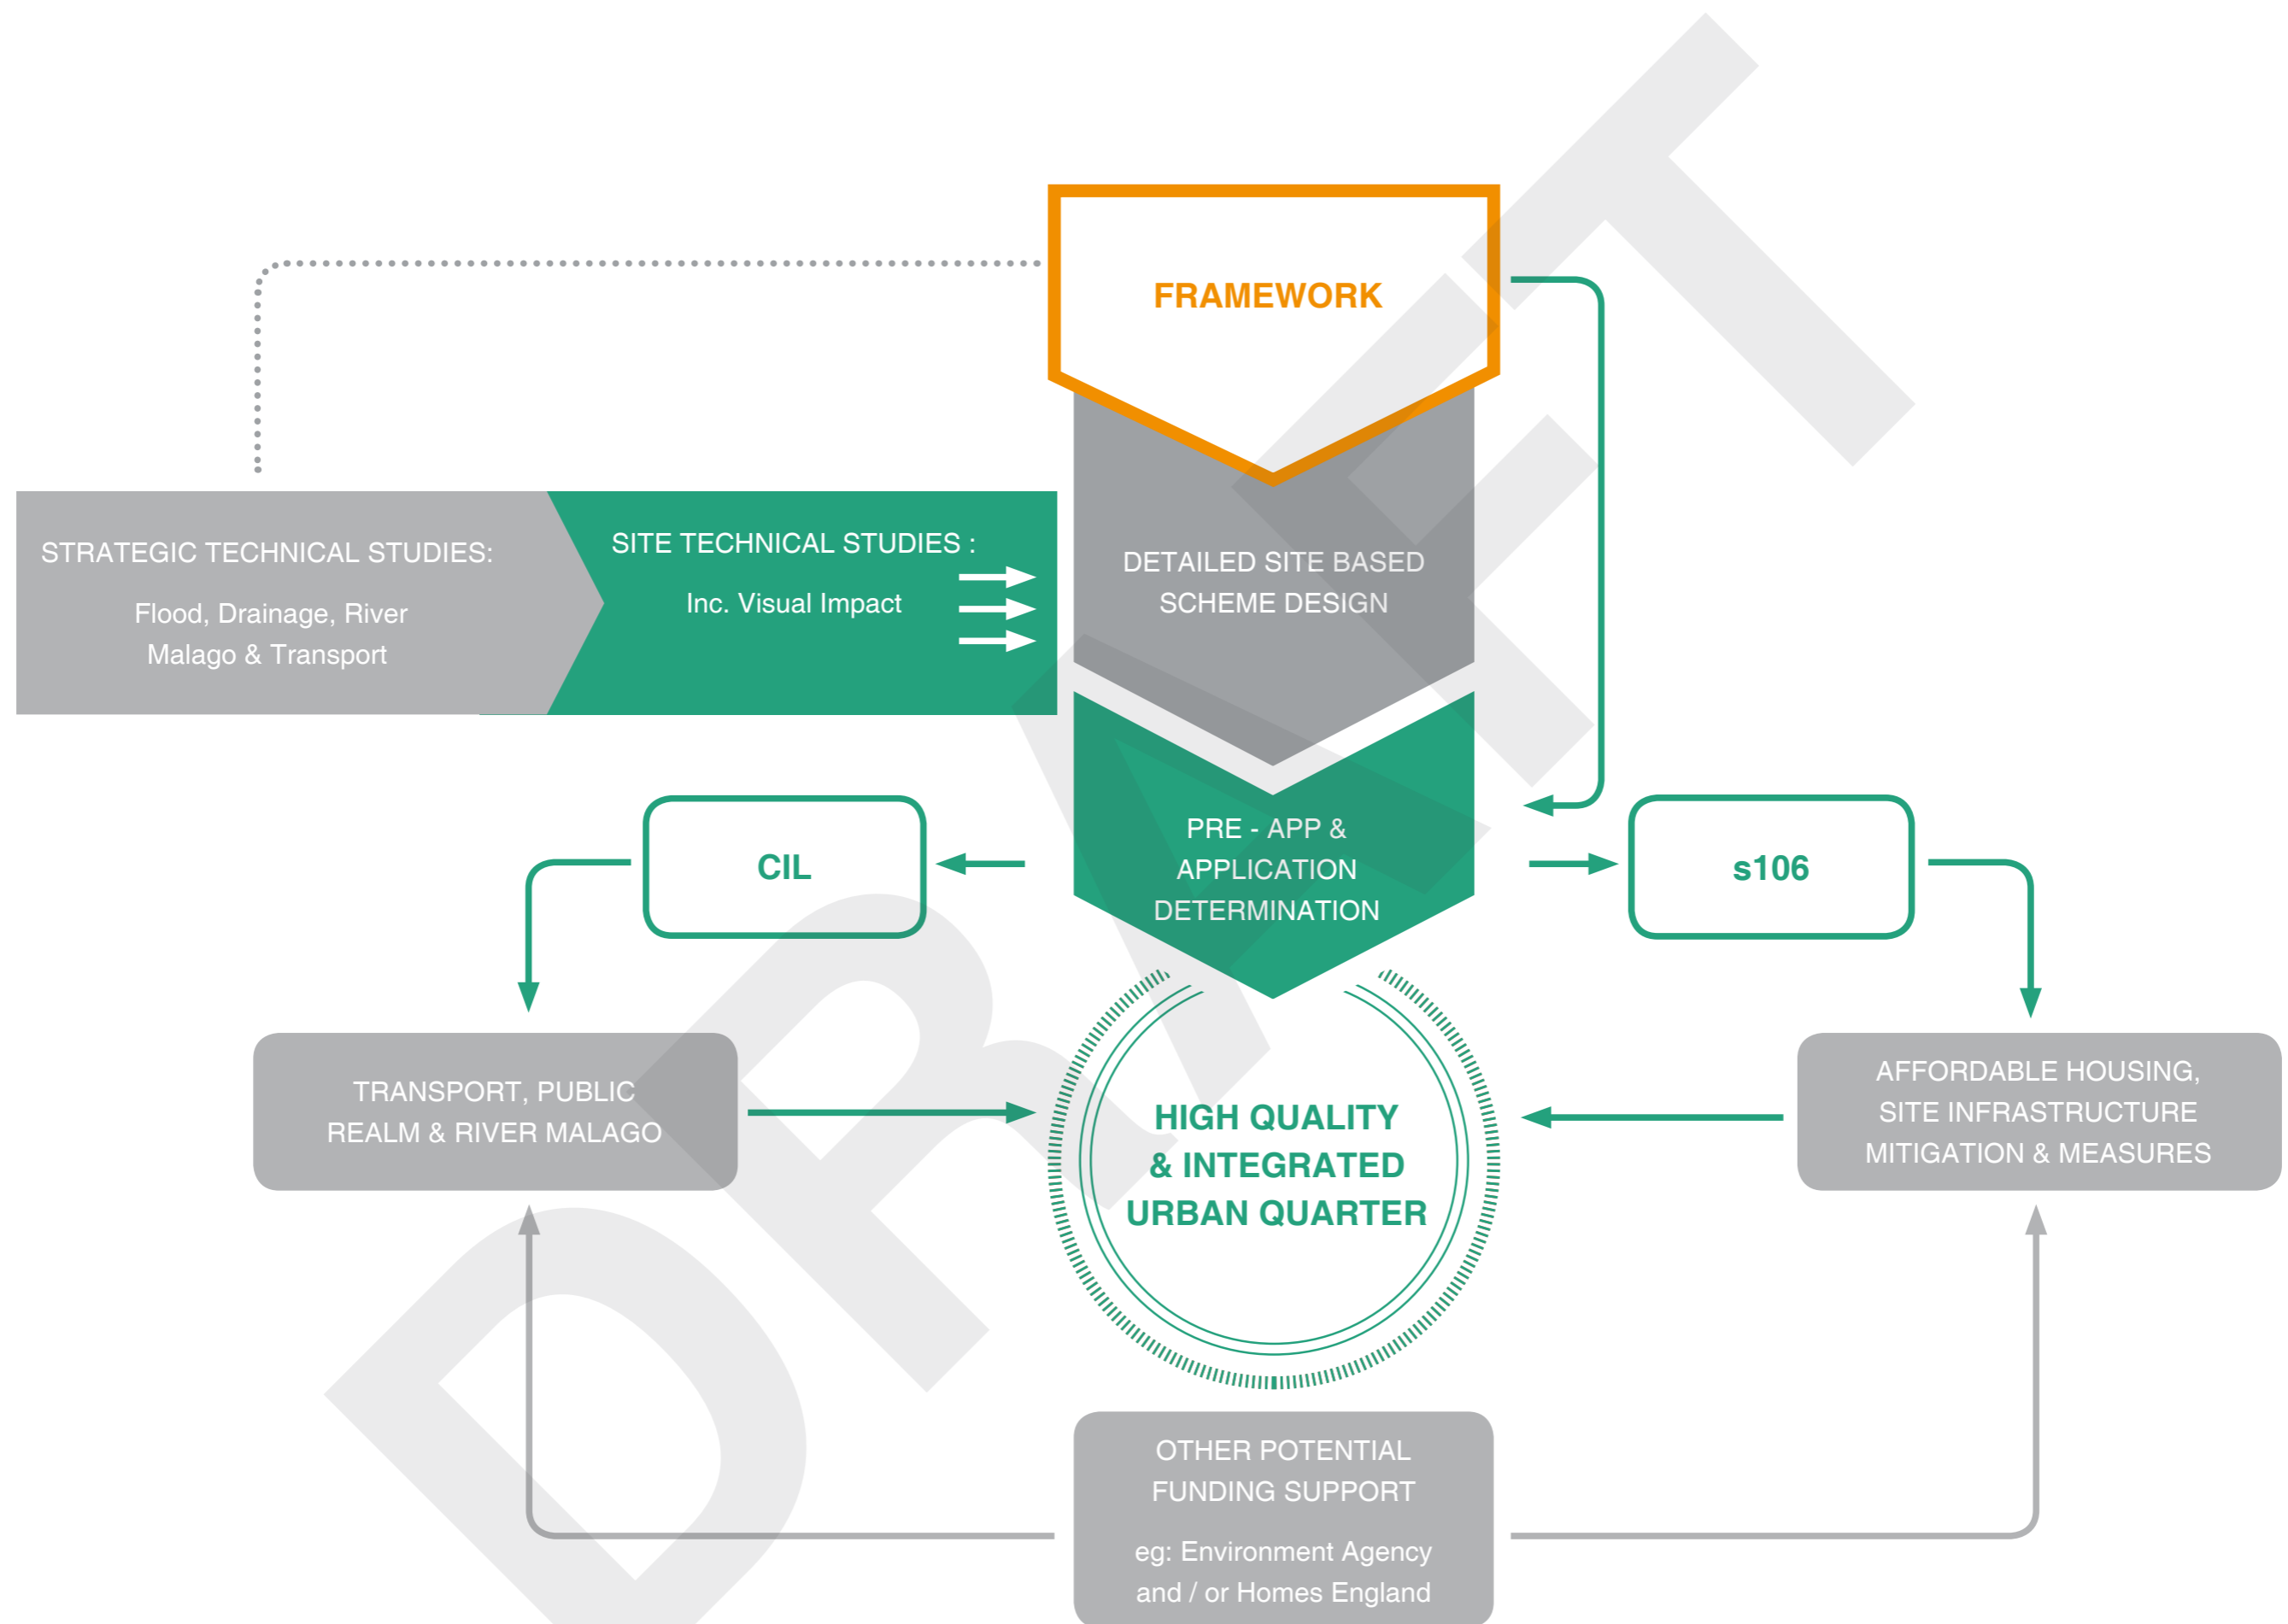 FRAMEWORK
STRATEGIC TECHNICAL STUDIES:
Flood, Drainage, River
Malago & Transport
SITE TECHNICAL STUDIES :
Inc. Visual Impact
DETAILED SITE BASED
SCHEME DESIGN
PRE - APP &
APPLICATION
DETERMINATION
CIL
s106
TRANSPORT, PUBLIC
REALM & RIVER MALAGO
HIGH QUALITY
& INTEGRATED
URBAN QUARTER
AFFORDABLE HOUSING,
SITE INFRASTRUCTURE
MITIGATION & MEASURES
OTHER POTENTIAL
FUNDING SUPPORT
eg: Environment Agency
and / or Homes England
DRAFT